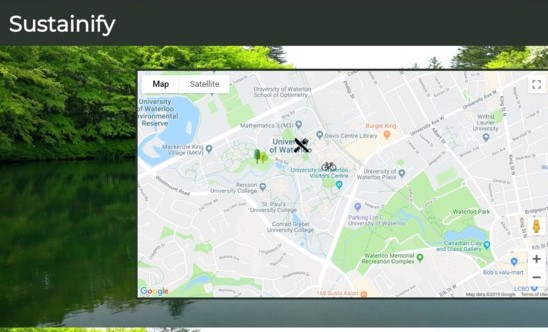 Sustainify
Map Satellite
University of Waterloo
School of Optometry
University
of Waterloo
Environmental
Reserve
Mathematics 3 (M3)
Davis Centre Library
Burger King
Wilfrid
Laurier
University
Mackenzie King
Village (MKV)
of Waterloo
University of Waterloo
Visitors Centre
University Ave W
Renison
University College
University of
Waterloo Place
Westmount Road
St. Paul's
University College
Conrad Grebel
University College
Parking Lot C
University of Waterloo
Waterloo Park
Canadian Clay
and Glass Gallery
Waterloo Memorial
Recreation Complex
Bob's valu-mart
LCBO
168 Sushi Asian
Google
Map data ©2019 Google Terms of Use